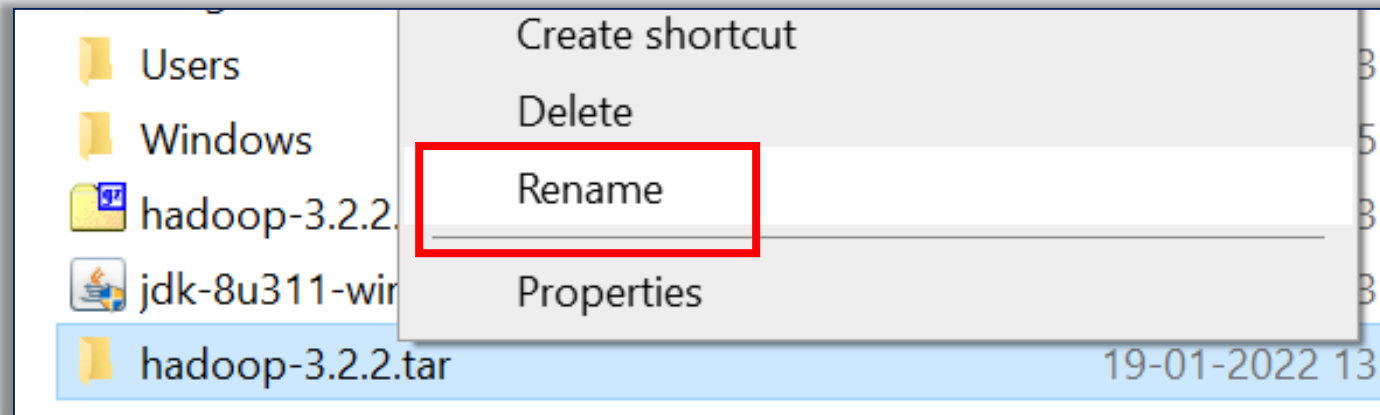 Create shortcut
Users
Delete
Windows
Rename
hadoop-3.2.2.
jdk-8u311-wir
Properties
hadoop-3.2.2.tar 19-01-2022 13